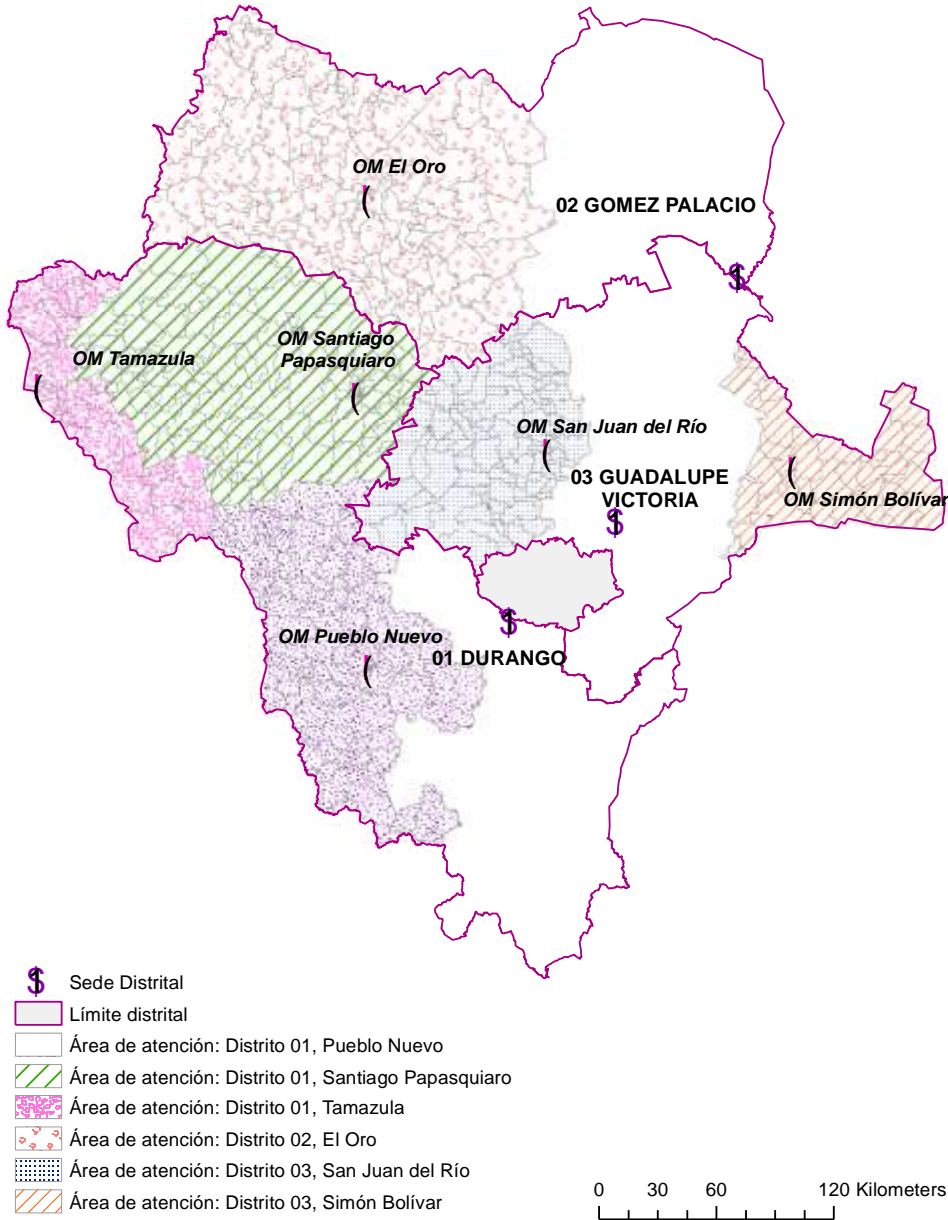 OM El Oro
02 GOMEZ PALACIO
OM Santiago
Papasquiaro
OM Tamazula
OM San Juan del Río
03 GUADALUPE
VICTORIA
OM Simón Bolívar
OM Pueblo Nuevo
01 DURANGO
Sede Distrital
Límite distrital
Área de atención: Distrito 01, Pueblo Nuevo
Área de atención: Distrito 01, Santiago Papasquiaro
Área de atención: Distrito 01, Tamazula
Área de atención: Distrito 02, El Oro
Área de atención: Distrito 03, San Juan del Río
Área de atención: Distrito 03, Simón Bolívar
0 30 60 120 Kilometers